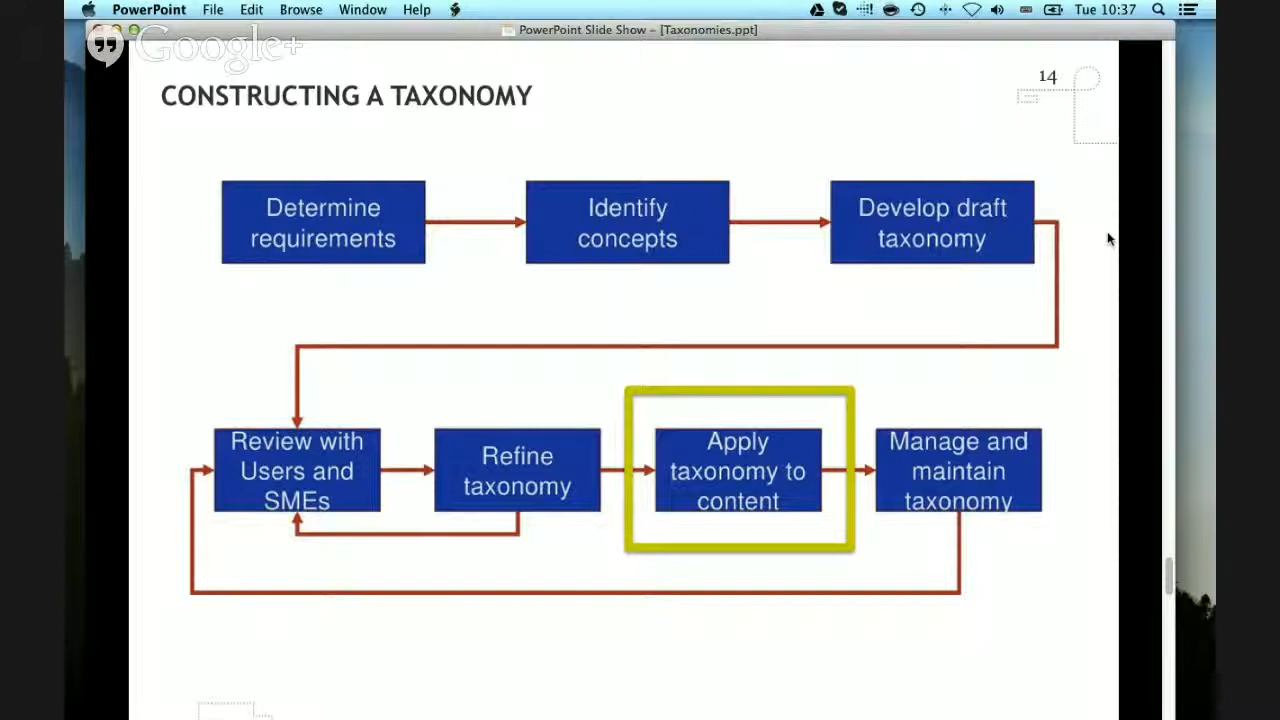 PowerPoint File Edit Browse Window Help Tue 10:37
PowerPoint Slide Show – [Taxonomies.ppt]
Google+
14
CONSTRUCTING A TAXONOMY
Determine
requirements
Identify
concepts
Develop draft
taxonomy
Review with
Users and
SMEs
Refine
taxonomy
Apply
taxonomy to
content
Manage and
maintain
taxonomy